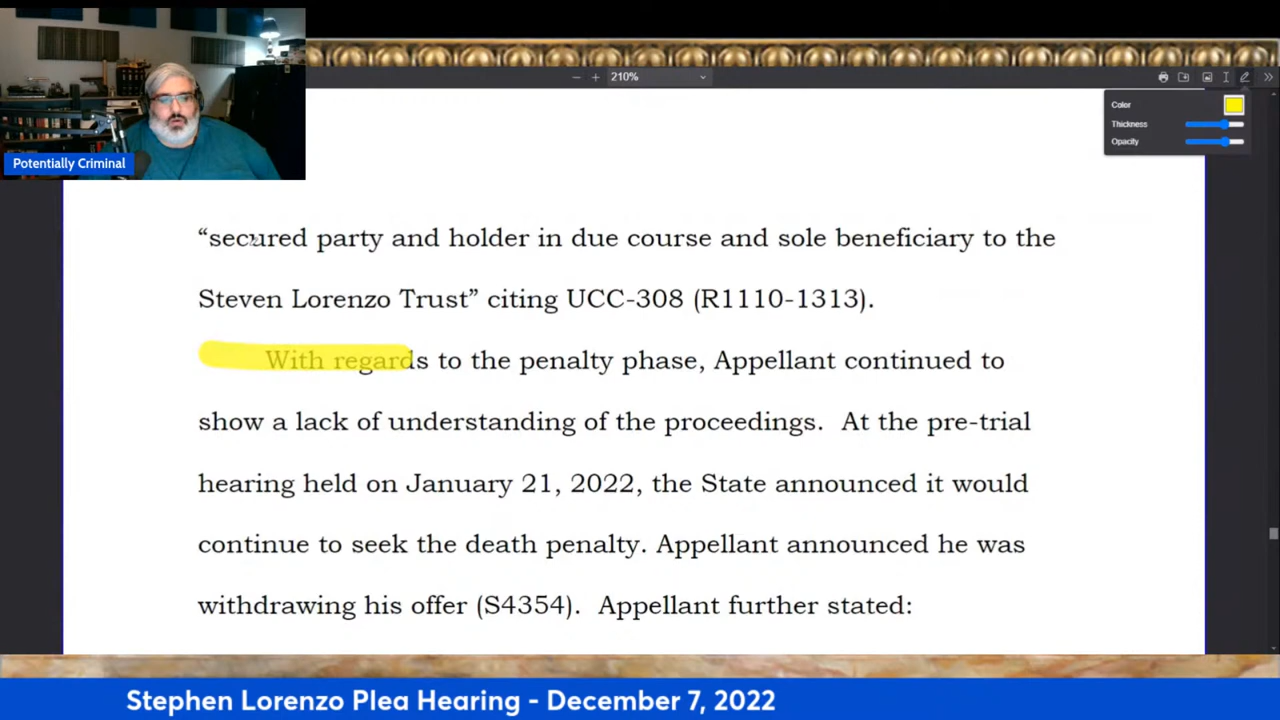 210%
Color
Thickness
Opacity
Potentially Criminal
“secured party and holder in due course and sole beneficiary to the
Steven Lorenzo Trust” citing UCC-308 (R1110-1313).
With regards to the penalty phase, Appellant continued to
show a lack of understanding of the proceedings.  At the pre-trial
hearing held on January 21, 2022, the State announced it would
continue to seek the death penalty. Appellant announced he was
withdrawing his offer (S4354).  Appellant further stated:
Stephen Lorenzo Plea Hearing - December 7, 2022